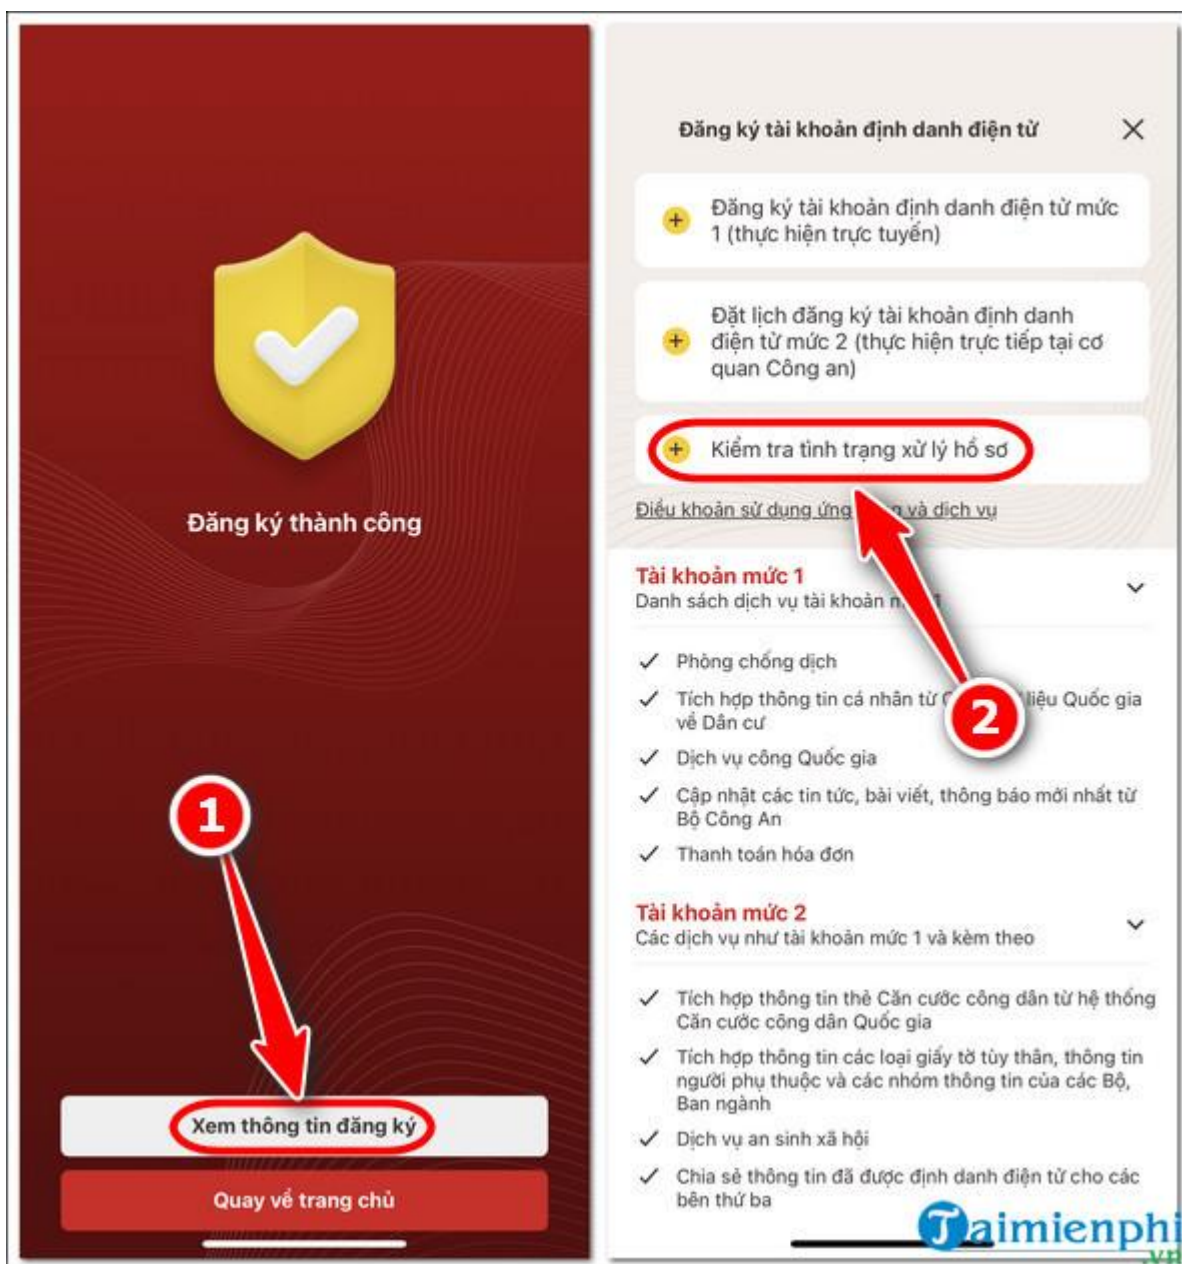 Đăng ký thành công
1
Xem thông tin đăng ký
Quay về trang chủ
Đăng ký tài khoản định danh điện tử
Đăng ký tài khoản định danh điện tử mức
1 (thực hiện trực tuyến)
Đặt lịch đăng ký tài khoản định danh
điện tử mức 2 (thực hiện trực tiếp tại cơ
quan Công an)
Kiểm tra tình trạng xử lý hồ sơ
Điều khoản sử dụng ứng và dịch vụ
Tài khoản mức 1
Danh sách dịch vụ tài khoản 1
Phòng chống dịch
Tích hợp thông tin cá nhân từ liệu Quốc gia
về Dân cư
2
Dịch vụ công Quốc gia
Cập nhật các tin tức, bài viết, thông báo mới nhất từ
Bộ Công An
Thanh toán hóa đơn
Tài khoản mức 2
Các dịch vụ như tài khoản mức 1 và kèm theo
Tích hợp thông tin thẻ Căn cước công dân từ hệ thống
Căn cước công dân Quốc gia
Tích hợp thông tin các loại giấy tờ tùy thân, thông tin
người phụ thuộc và các nhóm thông tin của các Bộ,
Ban ngành
Dịch vụ an sinh xã hội
Chia sẻ thông tin đã được định danh điện tử cho các
bên thứ ba
Taimienphi
.vn